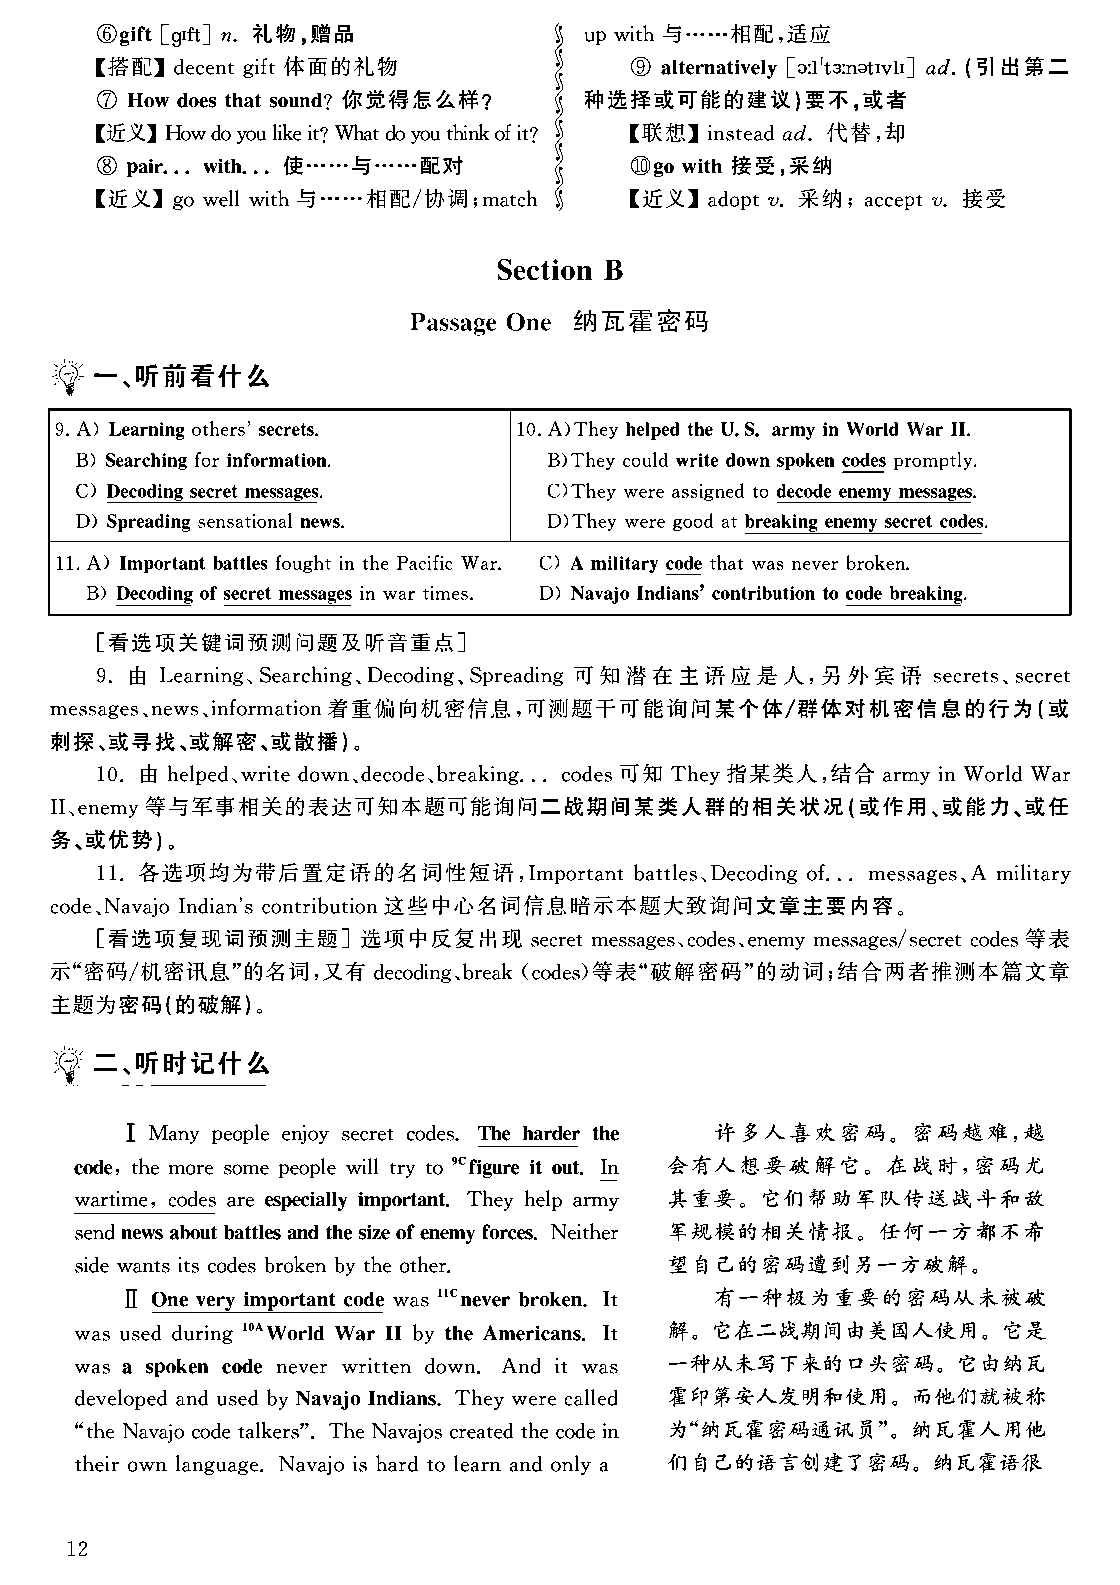 ⑥gift [gɪft] n. 礼物,赠品
【搭配】decent gift 体面的礼物
⑦ How does that sound? 你觉得怎么样?
【近义】How do you like it? What do you think of it?
⑧ pair... with... 使……与……配对
【近义】go well with 与……相配/协调;match
up with 与……相配,适应
⑨ alternatively [ɔːlˈtɜːnətɪvlɪ] ad. (引出第二
种选择或可能的建议)要不,或者
【联想】instead ad. 代替,却
⑩go with 接受,采纳
【近义】adopt v. 采纳; accept v. 接受
Section B
Passage One 纳瓦霍密码
一、听前看什么
9. A) Learning others' secrets.
B) Searching for information.
C) Decoding secret messages.
D) Spreading sensational news.
10. A)They helped the U.S. army in World War II.
B)They could write down spoken codes promptly.
C)They were assigned to decode enemy messages.
D)They were good at breaking enemy secret codes.
11. A) Important battles fought in the Pacific War.
B) Decoding of secret messages in war times.
C) A military code that was never broken.
D) Navajo Indians' contribution to code breaking.
[看选项关键词预测问题及听音重点]
9. 由 Learning、Searching、Decoding、Spreading 可知潜在主语应是人,另外宾语 secrets、secret
messages、news、information 着重偏向机密信息,可测题干可能询问某个体/群体对机密信息的行为(或
刺探、或寻找、或解密、或散播)。
10. 由 helped、write down、decode、breaking... codes 可知 They 指某类人,结合 army in World War
II、enemy 等与军事相关的表达可知本题可能询问二战期间某类人群的相关状况(或作用、或能力、或任
务、或优势)。
11. 各选项均为带后置定语的名词性短语,Important battles、Decoding of... messages、A military
code、Navajo Indian's contribution 这些中心名词信息暗示本题大致询问文章主要内容。
[看选项复现词预测主题] 选项中反复出现 secret messages、codes、enemy messages/secret codes 等表
示“密码/机密讯息”的名词,又有 decoding、break (codes)等表“破解密码”的动词;结合两者推测本篇文章
主题为密码(的破解)。
二、听时记什么
Ⅰ Many people enjoy secret codes. The harder the
code, the more some people will try to 9C figure it out. In
wartime, codes are especially important. They help army
send news about battles and the size of enemy forces. Neither
side wants its codes broken by the other.
Ⅱ One very important code was 11C never broken. It
was used during 10A World War II by the Americans. It
was a spoken code never written down. And it was
developed and used by Navajo Indians. They were called
“the Navajo code talkers”. The Navajos created the code in
their own language. Navajo is hard to learn and only a
许多人喜欢密码。密码越难,越
会有人想要破解它。在战时,密码尤
其重要。它们帮助军队传送战斗和敌
军规模的相关情报。任何一方都不希
望自己的密码遭到另一方破解。
有一种极为重要的密码从未被破
解。它在二战期间由美国人使用。它是
一种从未写下来的口头密码。它由纳瓦
霍印第安人发明和使用。而他们就被称
为“纳瓦霍密码通讯员”。纳瓦霍人用他
们自己的语言创建了密码。纳瓦霍语很
12